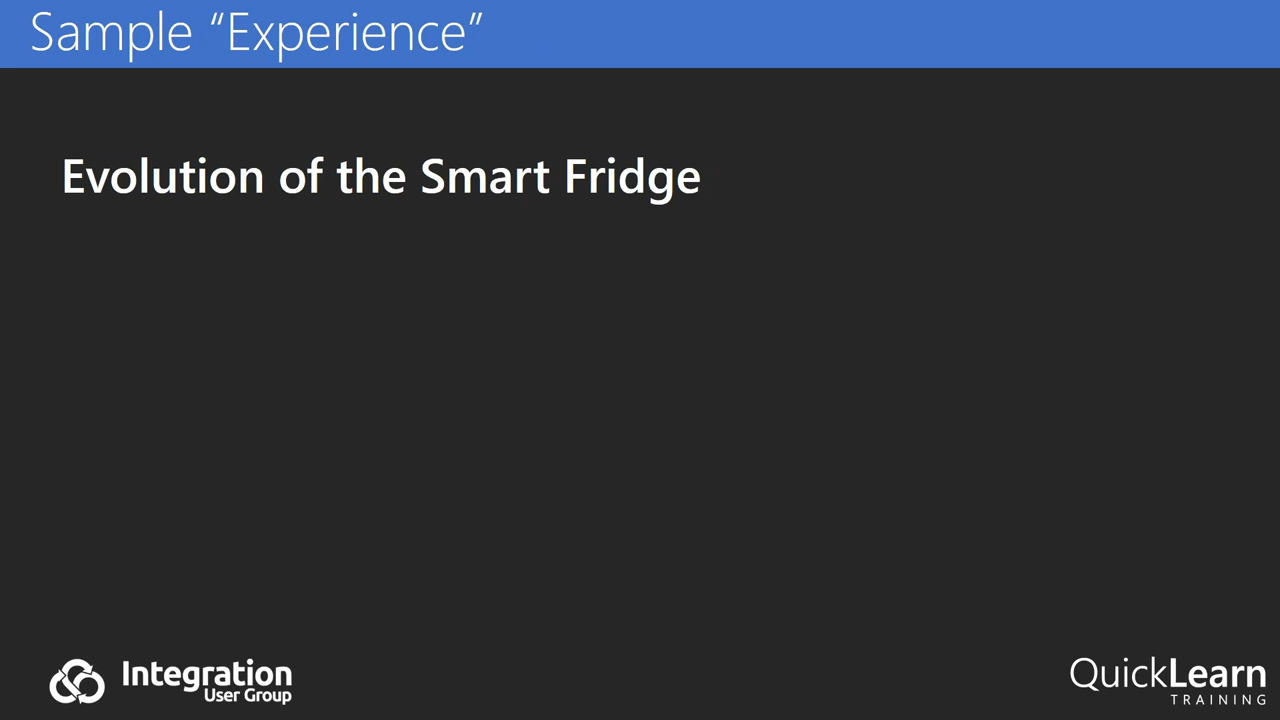 Sample “Experience”
Evolution of the Smart Fridge
Integration
User Group
QuickLearn
TRAINING